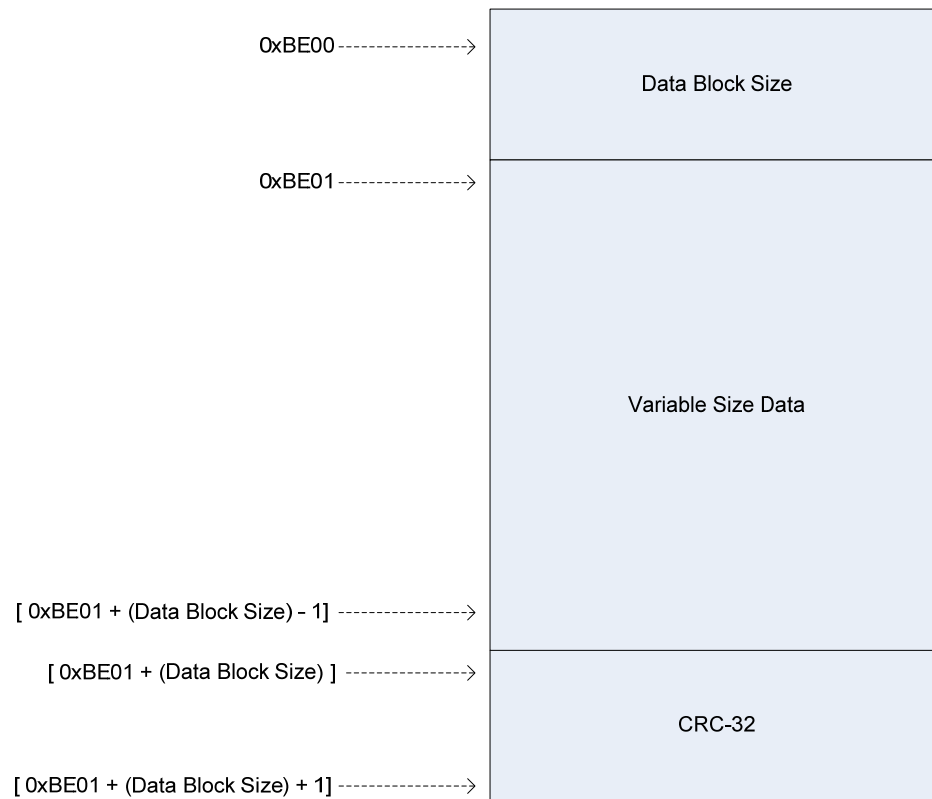 0xBE00
Data Block Size
0xBE01
Variable Size Data
[ 0xBE01 + (Data Block Size) - 1]
[ 0xBE01 + (Data Block Size) ]
CRC-32
[ 0xBE01 + (Data Block Size) + 1]